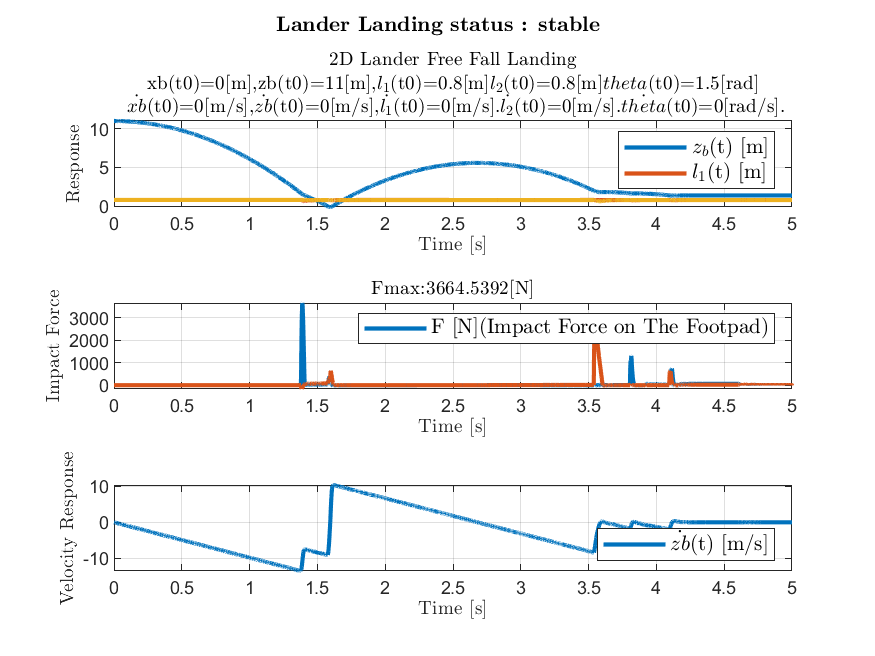 Lander Landing status : stable
2D Lander Free Fall Landing
xb(t0)=0[m],zb(t0)=11[m],l₁(t0)=0.8[m]l₂(t0)=0.8[m]theta(t0)=1.5[rad]
ẋb(t0)=0[m/s],żb(t0)=0[m/s],l̇₁(t0)=0[m/s].l̇₂(t0)=0[m/s].thėta(t0)=0[rad/s].
Response
10
5
0
z_b(t) [m]
l₁(t) [m]
0 0.5 1 1.5 2 2.5 3 3.5 4 4.5 5
Time [s]
Fmax:3664.5392[N]
Impact Force
3000
2000
1000
0
F [N](Impact Force on The Footpad)
0 0.5 1 1.5 2 2.5 3 3.5 4 4.5 5
Time [s]
Velocity Response
10
0
-10
żb(t) [m/s]
0 0.5 1 1.5 2 2.5 3 3.5 4 4.5 5
Time [s]